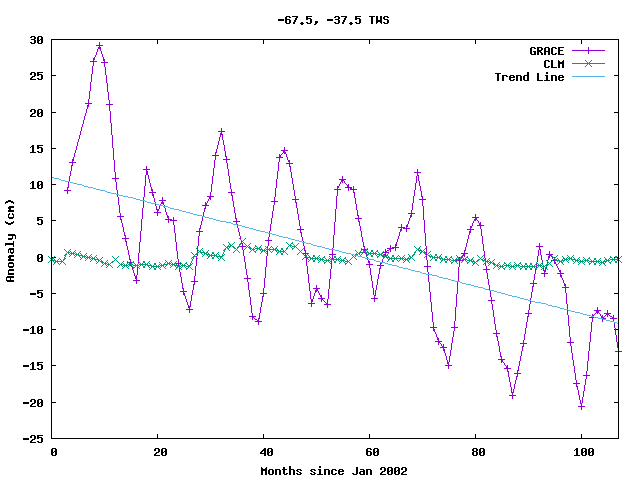 -67.5, -37.5 TWS
GRACE
CLM
Trend Line
30
25
20
15
10
5
0
-5
-10
-15
-20
-25
Anomaly (cm)
0 20 40 60 80 100
Months since Jan 2002